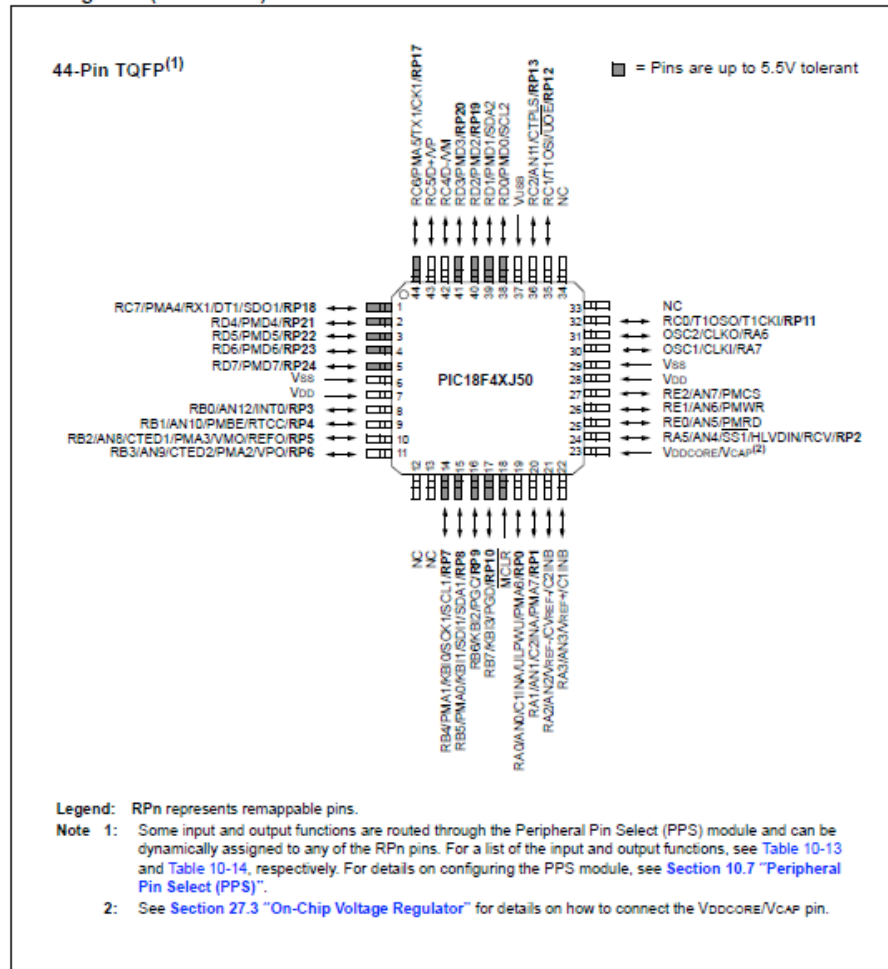 44-Pin TQFP(1)
= Pins are up to 5.5V tolerant
RC6/PMA5/TX1/CK1/RP17
RC5/D+/VP
RC4/D-/VM
RD3/PMD3/RP20
RD2/PMD2/RP19
RD1/PMD1/SDA2
RD0/PMD0/SCL2
VUSB
RC2/AN11/CTPLS/RP13
RC1/T1OSI/UOE/RP12
NC
44
43
42
41
40
39
38
37
36
35
34
RC7/PMA4/RX1/DT1/SDO1/RP18
RD4/PMD4/RP21
RD5/PMD5/RP22
RD6/PMD6/RP23
RD7/PMD7/RP24
VSS
VDD
RB0/AN12/INT0/RP3
RB1/AN10/PMBE/RTCC/RP4
RB2/AN8/CTED1/PMA3/VMO/REFO/RP5
RB3/AN9/CTED2/PMA2/VPO/RP6
1
2
3
4
5
6
7
8
9
10
11
PIC18F4XJ50
33
32
31
30
29
28
27
26
25
24
23
NC
RC0/T1OSO/T1CKI/RP11
OSC2/CLKO/RA6
OSC1/CLKI/RA7
VSS
VDD
RE2/AN7/PMCS
RE1/AN6/PMWR
RE0/AN5/PMRD
RA5/AN4/SS1/HLVDIN/RCV/RP2
VDDCORE/VCAP(2)
12
13
14
15
16
17
18
19
20
21
22
NC
NC
RB4/PMA1/KBI0/SCK1/SCL1/RP7
RB5/PMA0/KBI1/SDI1/SDA1/RP8
RB6/KBI2/PGC/RP9
RB7/KBI3/PGD/RP10
MCLR
RA0/AN0/C1INA/ULPWU/PMA6/RP0
RA1/AN1/C2INA/PMA7/RP1
RA2/AN2/VREF-/CVREF/C2INB
RA3/AN3/VREF+/C1INB
Legend: RPn represents remappable pins.
Note 1: Some input and output functions are routed through the Peripheral Pin Select (PPS) module and can be
dynamically assigned to any of the RPn pins. For a list of the input and output functions, see Table 10-13
and Table 10-14, respectively. For details on configuring the PPS module, see Section 10.7 "Peripheral
Pin Select (PPS)".
2: See Section 27.3 "On-Chip Voltage Regulator" for details on how to connect the VDDCORE/VCAP pin.